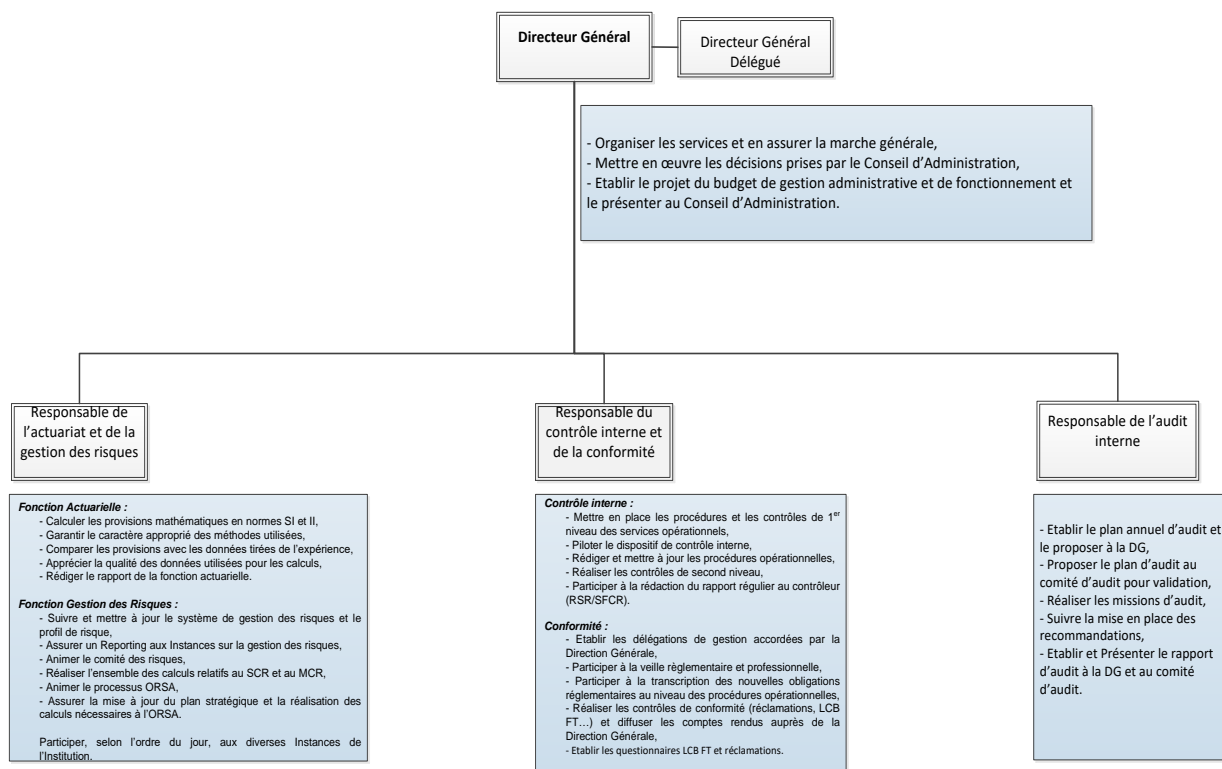 Directeur Général
Directeur Général
Délégué
- Organiser les services et en assurer la marche générale,
- Mettre en œuvre les décisions prises par le Conseil d’Administration,
- Etablir le projet du budget de gestion administrative et de fonctionnement et
le présenter au Conseil d’Administration.
Responsable de
l’actuariat et de la
gestion des risques
Fonction Actuarielle :
- Calculer les provisions mathématiques en normes SI et II,
- Garantir le caractère approprié des méthodes utilisées,
- Comparer les provisions avec les données tirées de l’expérience,
- Apprécier la qualité des données utilisées pour les calculs,
- Rédiger le rapport de la fonction actuarielle.
Fonction Gestion des Risques :
- Suivre et mettre à jour le système de gestion des risques et le
profil de risque,
- Assurer un Reporting aux Instances sur la gestion des risques,
- Animer le comité des risques,
- Réaliser l’ensemble des calculs relatifs au SCR et au MCR,
- Animer le processus ORSA,
- Assurer la mise à jour du plan stratégique et la réalisation des
calculs nécessaires à l’ORSA.
Participer, selon l’ordre du jour, aux diverses Instances de
l’Institution.
Responsable du
contrôle interne et
de la conformité
Contrôle interne :
- Mettre en place les procédures et les contrôles de 1er
niveau des services opérationnels,
- Piloter le dispositif de contrôle interne,
- Rédiger et mettre à jour les procédures opérationnelles,
- Réaliser les contrôles de second niveau,
- Participer à la rédaction du rapport régulier au contrôleur
(RSR/SFCR).
Conformité :
- Etablir les délégations de gestion accordées par la
Direction Générale,
- Participer à la veille règlementaire et professionnelle,
- Participer à la transcription des nouvelles obligations
réglementaires au niveau des procédures opérationnelles,
- Réaliser les contrôles de conformité (réclamations, LCB
FT…) et diffuser les comptes rendus auprès de la
Direction Générale,
- Etablir les questionnaires LCB FT et réclamations.
Responsable de l’audit
interne
- Etablir le plan annuel d’audit et
le proposer à la DG,
- Proposer le plan d’audit au
comité d’audit pour validation,
- Réaliser les missions d’audit,
- Suivre la mise en place des
recommandations,
- Etablir et Présenter le rapport
d’audit à la DG et au comité
d’audit.